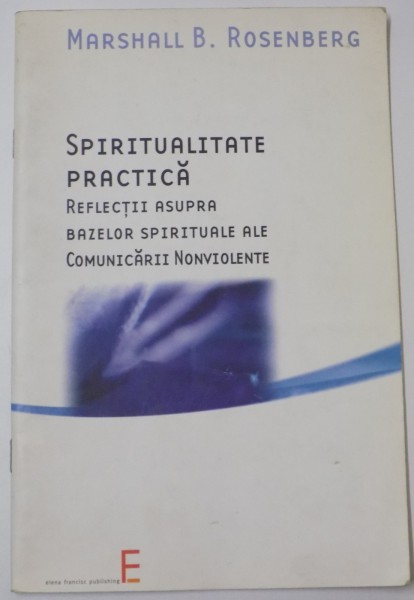 MARSHALL B. ROSENBERG
SPIRITUALITATE
PRACTICĂ
REFLECȚII ASUPRA
BAZELOR SPIRITUALE ALE
COMUNICĂRII NONVIOLENTE
elena francisc publishing
E